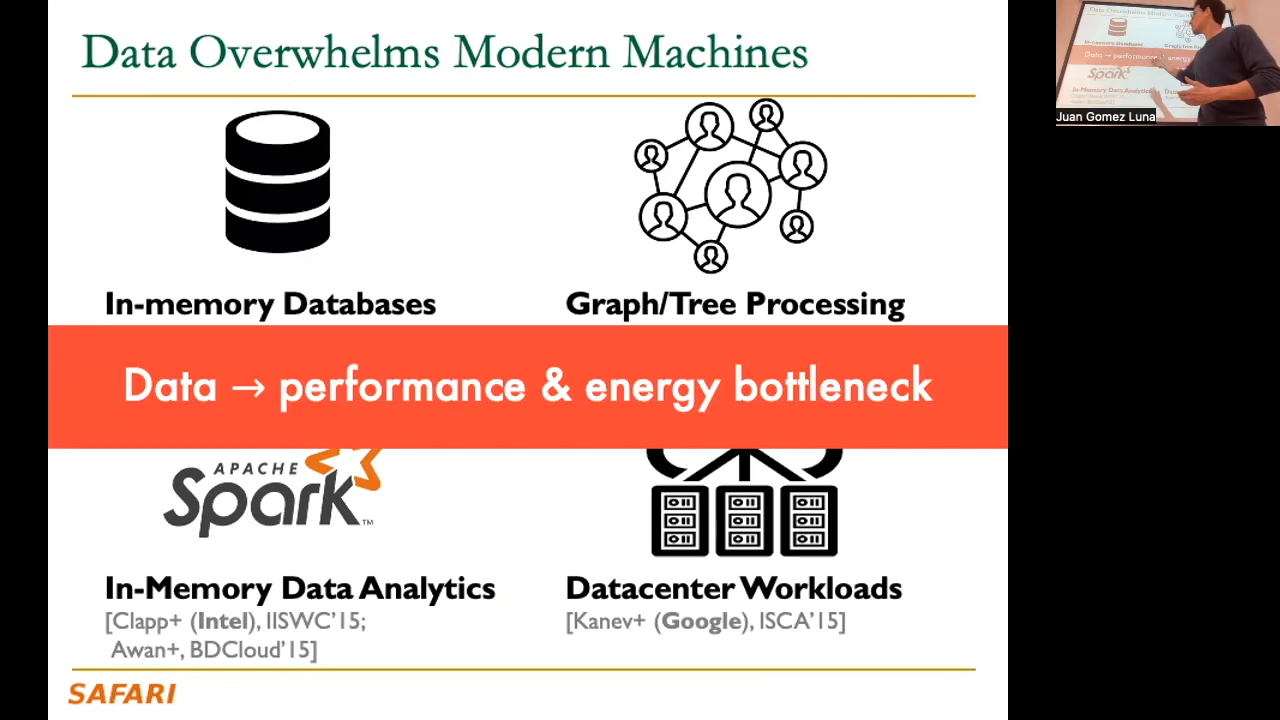 Data Overwhelms Modern Machines
In-memory Databases
Graph/Tree Processing
Data → performance & energy bottleneck
APACHE
Spark™
In-Memory Data Analytics
[Clapp+ (Intel), IISWC'15;
Awan+, BDCloud'15]
Datacenter Workloads
[Kanev+ (Google), ISCA'15]
SAFARI
Juan Gomez Luna